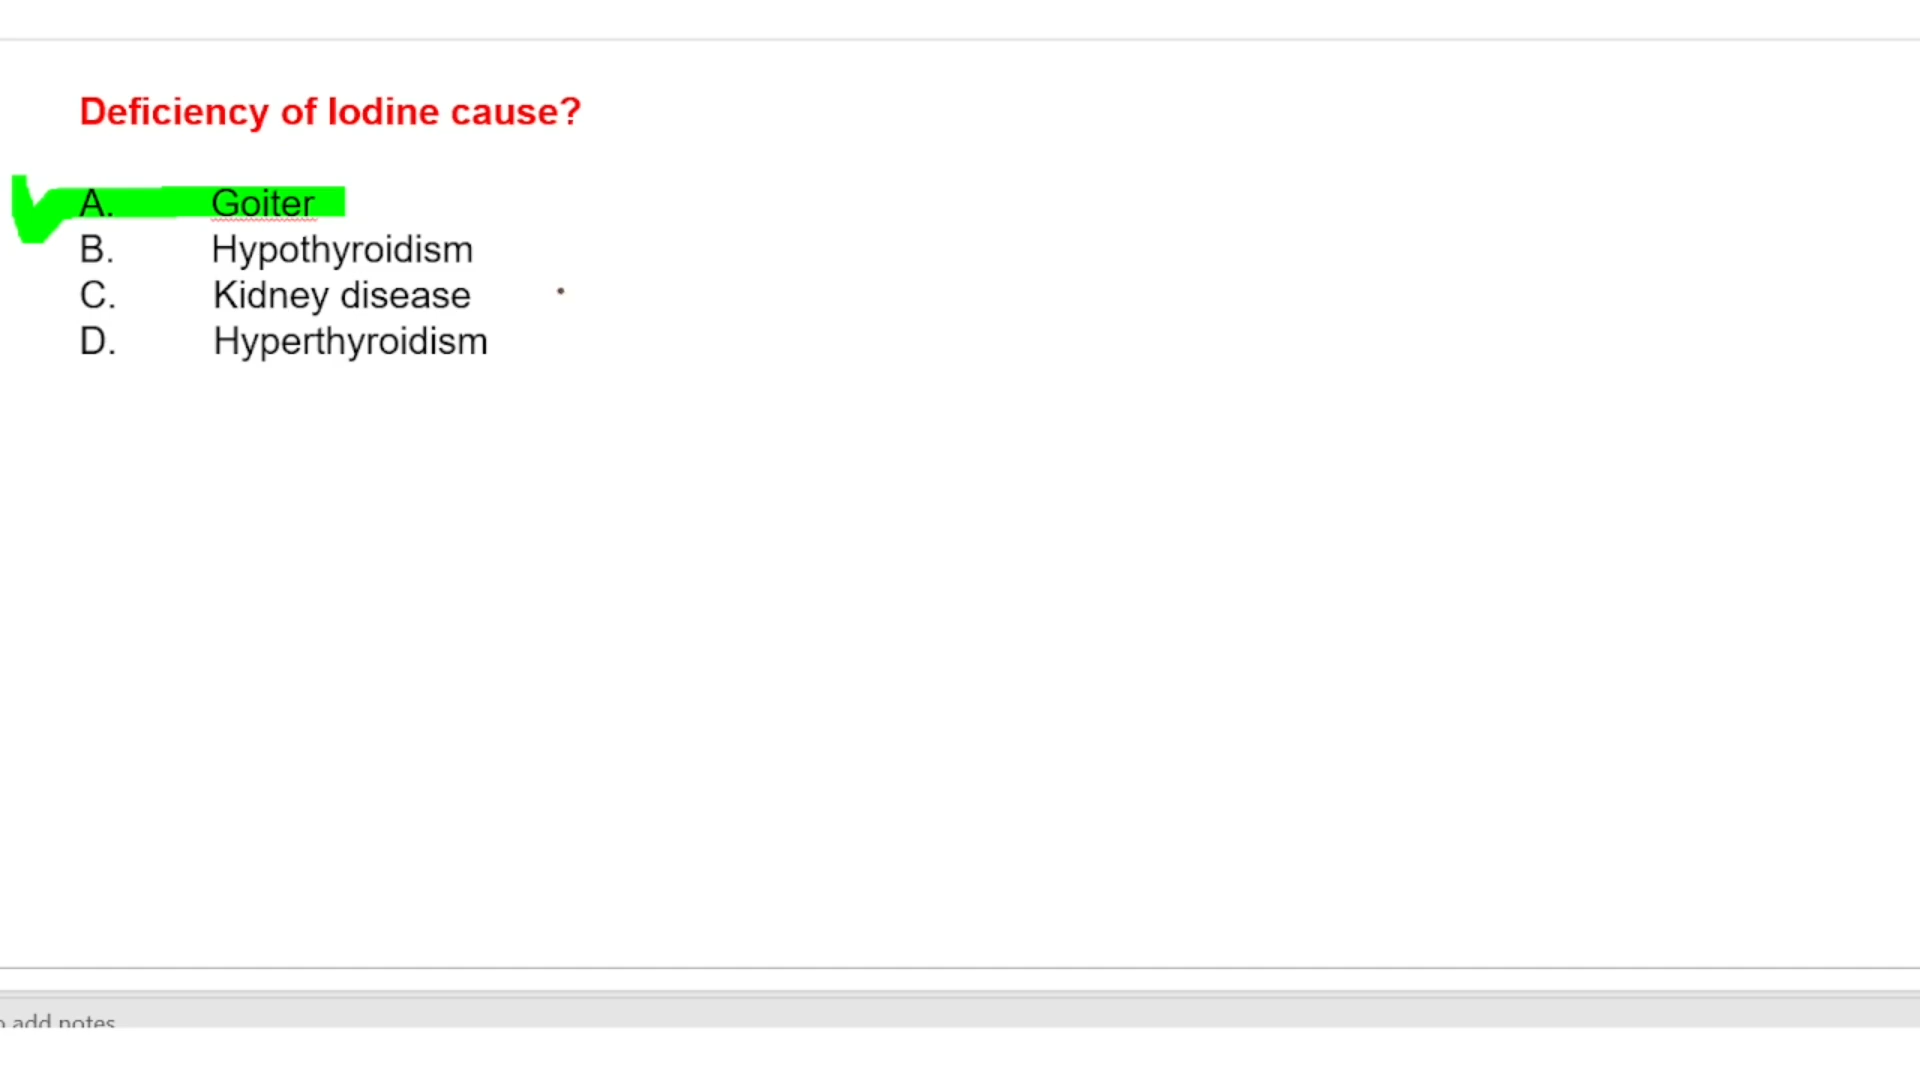 Deficiency of Iodine cause?
A. Goiter
B. Hypothyroidism
C. Kidney disease
D. Hyperthyroidism
add notes